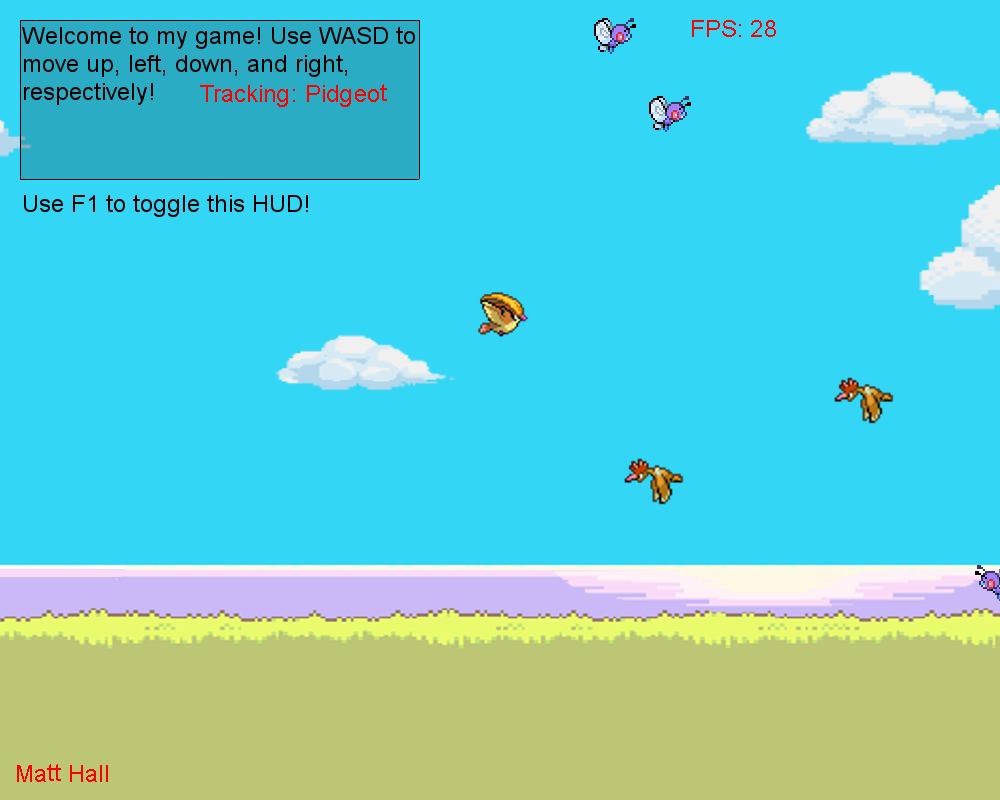 Welcome to my game! Use WASD to
move up, left, down, and right,
respectively!
Tracking: Pidgeot
Use F1 to toggle this HUD!
FPS: 28
Matt Hall